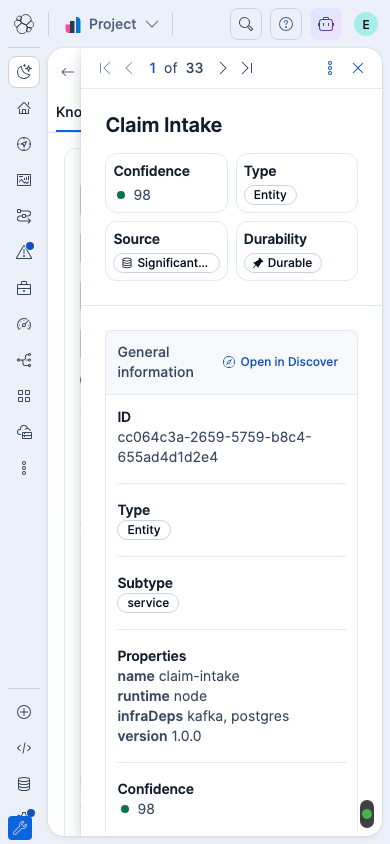 Project
E
1 of 33
Kno
Claim Intake
Confidence
98
Type
Entity
Source
Significant...
Durability
Durable
General
information
Open in Discover
ID
cc064c3a-2659-5759-b8c4-
655ad4d1d2e4
Type
Entity
Subtype
service
Properties
name claim-intake
runtime node
infraDeps kafka, postgres
version 1.0.0
Confidence
98